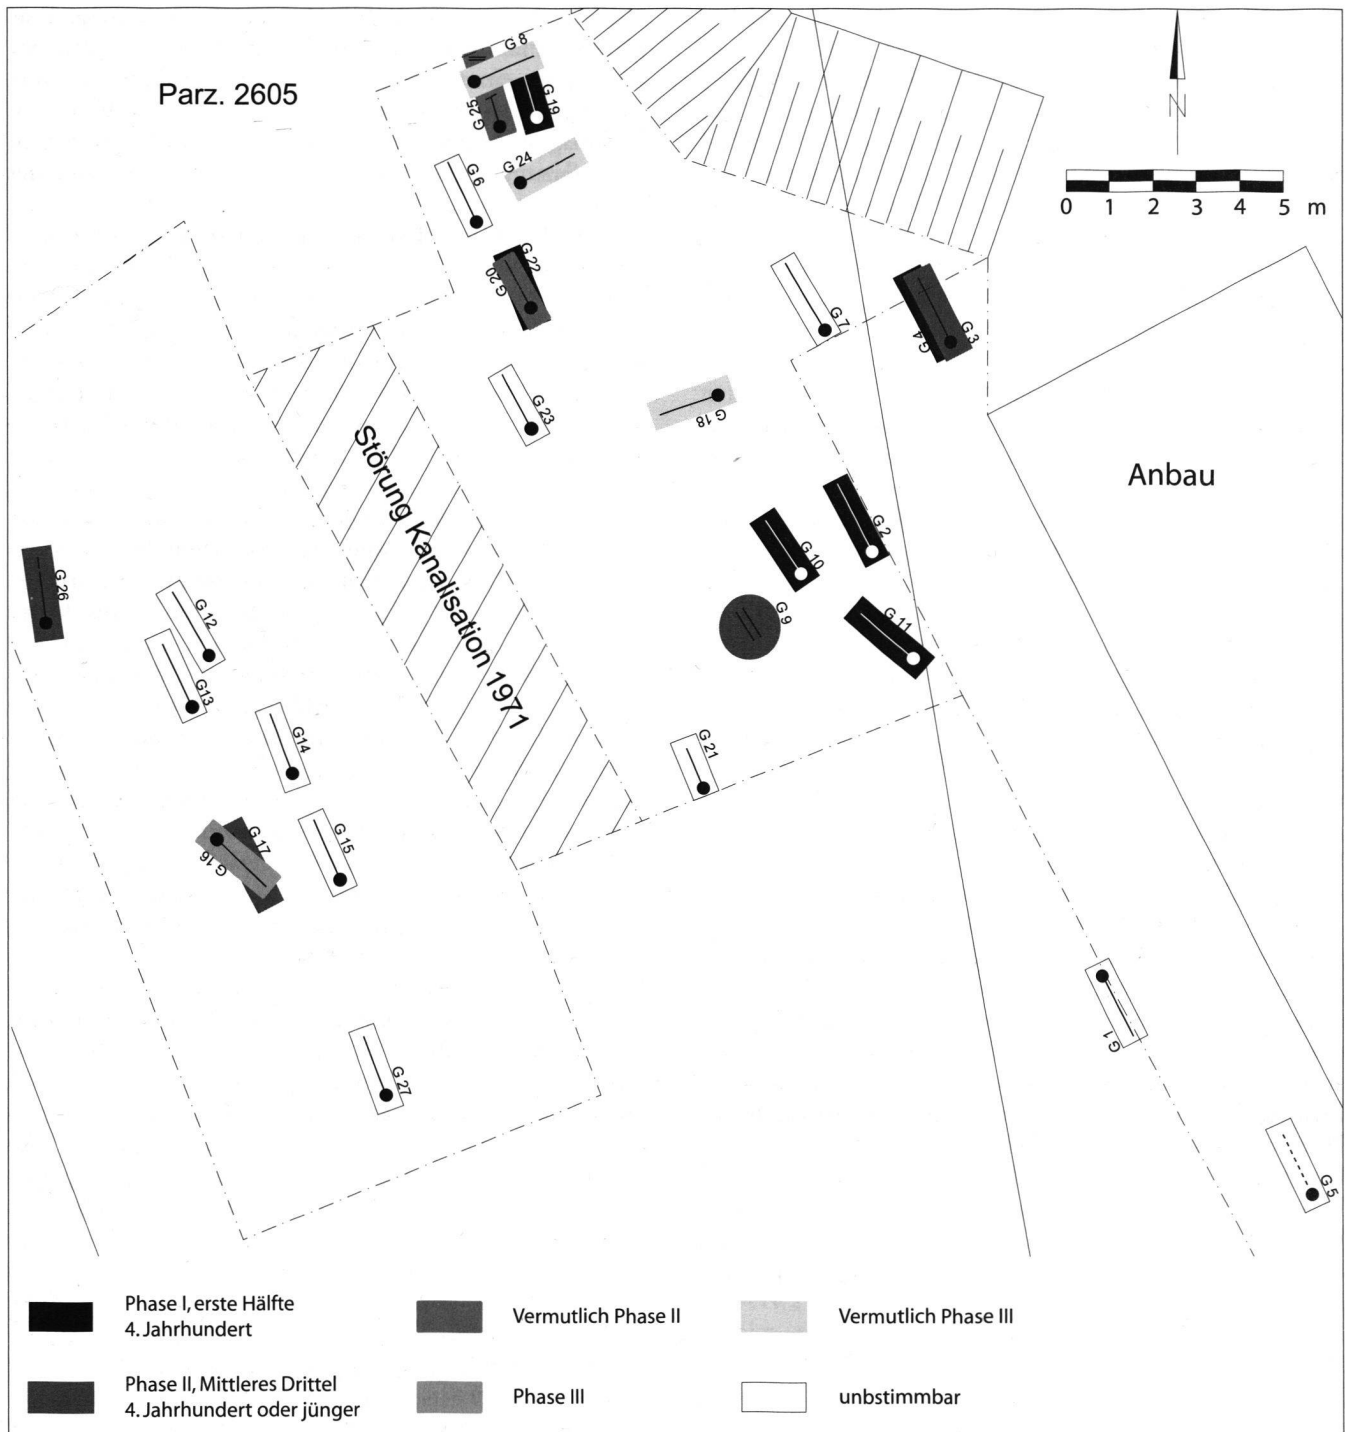 Parz. 2605
G 8
G 19
G 25
G 24
G 6
G 22
G 20
N
0 1 2 3 4 5 m
G 7
G 3
G 4
G 23
G 18
Störung Kanalisation 1971
Anbau
G 2
G 10
G 9
G 11
G 26
G 12
G13
G14
G 21
G 15
G 17
G 16
G 27
G 1
G 5
Phase I, erste Hälfte
4. Jahrhundert
Vermutlich Phase II
Vermutlich Phase III
Phase II, Mittleres Drittel
4. Jahrhundert oder jünger
Phase III
unbstimmbar